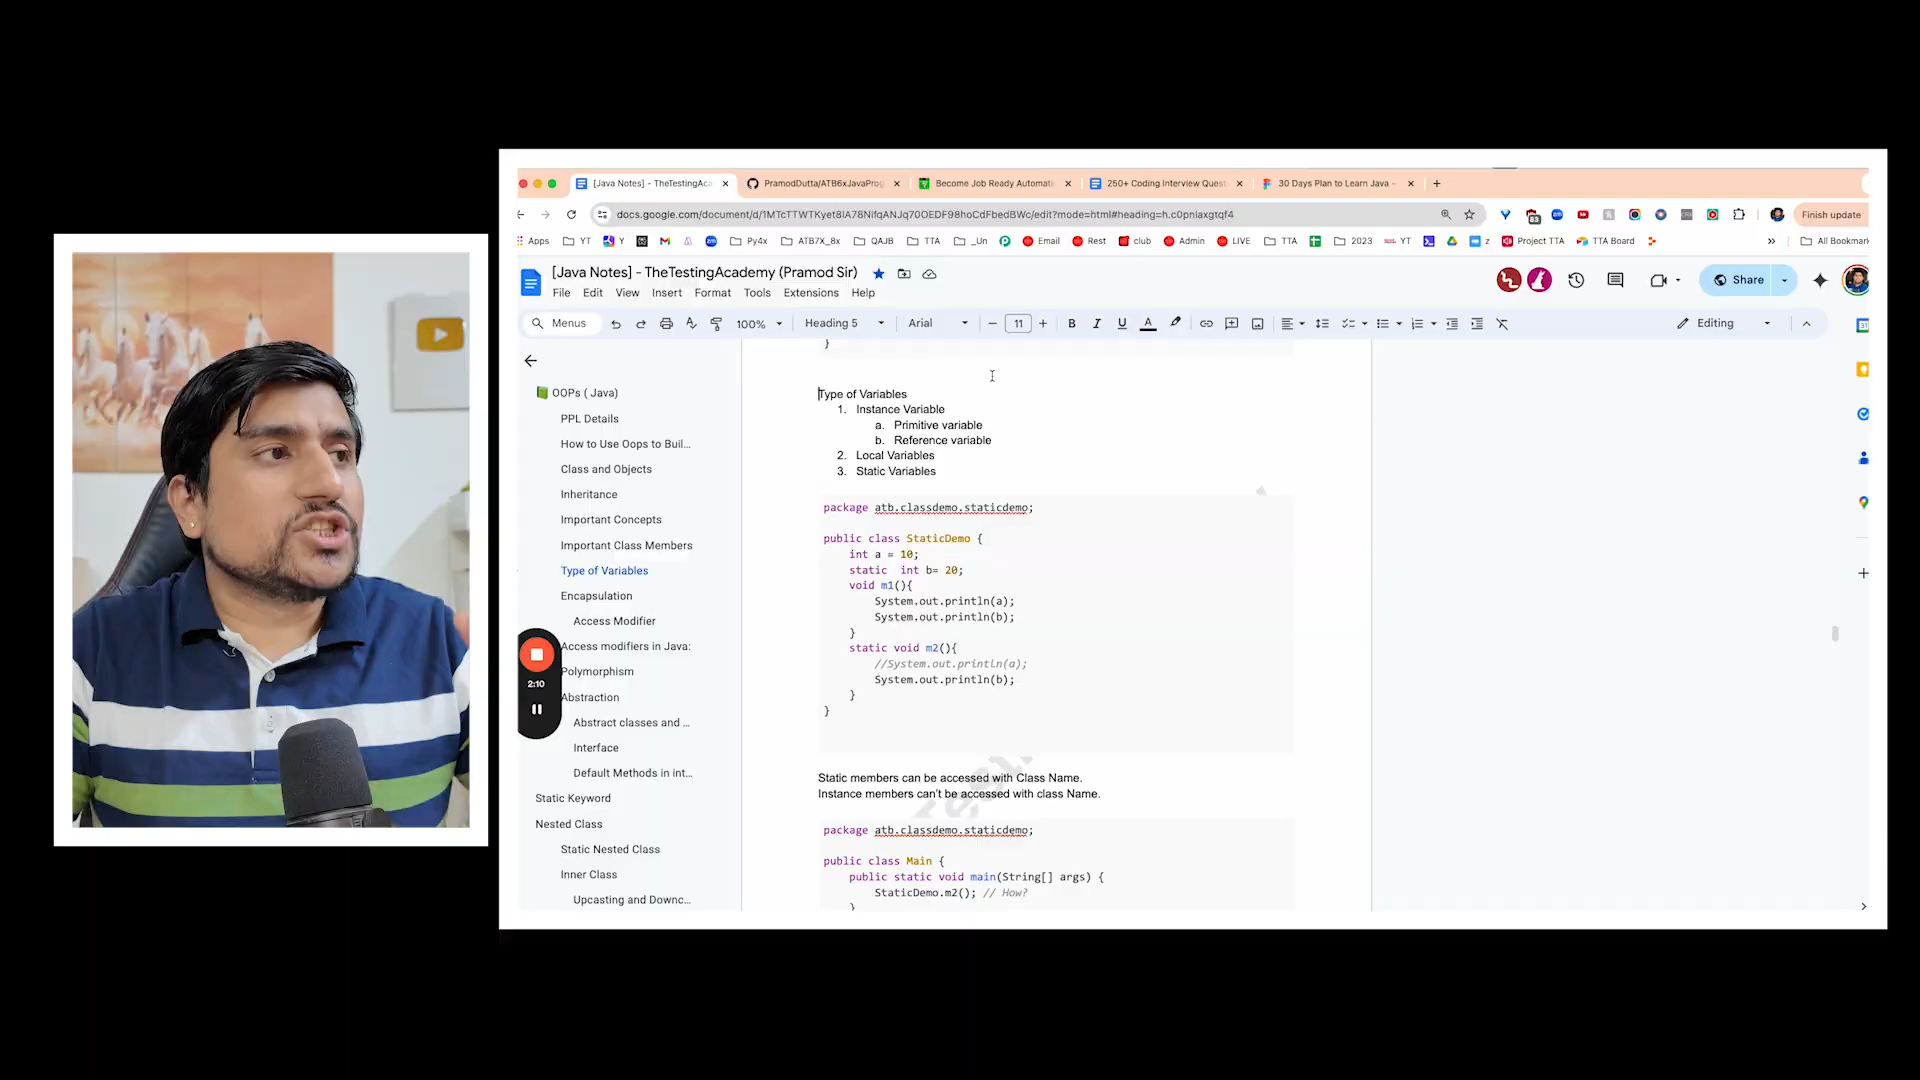 [Java Notes] - TheTestingAca
PramodDutta/ATB6xJavaProg
Become Job Ready Automati
250+ Coding Interview Quest
30 Days Plan to Learn Java -
docs.google.com/document/d/1MTcTTWTKyet8lA78NifqANJq70OEDF98hoCdFbedBWc/edit?mode=html#heading=h.c0pnlaxgtqf4
Finish update
Apps
YT
Y
Py4x
ATB7X_8x
QAJB
TTA
_Un
Email
Rest
club
Admin
LIVE
TTA
2023
YT
z
Project TTA
TTA Board
All Bookmark
[Java Notes] - TheTestingAcademy (Pramod Sir)
File Edit View Insert Format Tools Extensions Help
Share
Menus
100%
Heading 5
Arial
11
B I U A
Editing
OOPs ( Java)
PPL Details
How to Use Oops to Buil...
Class and Objects
Inheritance
Important Concepts
Important Class Members
Type of Variables
Encapsulation
Access Modifier
Access modifiers in Java:
Polymorphism
Abstraction
Abstract classes and ...
Interface
Default Methods in int...
Static Keyword
Nested Class
Static Nested Class
Inner Class
Upcasting and Downc...
2:10
}
Type of Variables
1. Instance Variable
a. Primitive variable
b. Reference variable
2. Local Variables
3. Static Variables
package atb.classdemo.staticdemo;
public class StaticDemo {
int a = 10;
static  int b= 20;
void m1(){
System.out.println(a);
System.out.println(b);
}
static void m2(){
//System.out.println(a);
System.out.println(b);
}
}
Static members can be accessed with Class Name.
Instance members can't be accessed with class Name.
package atb.classdemo.staticdemo;
public class Main {
public static void main(String[] args) {
StaticDemo.m2(); // How?
}